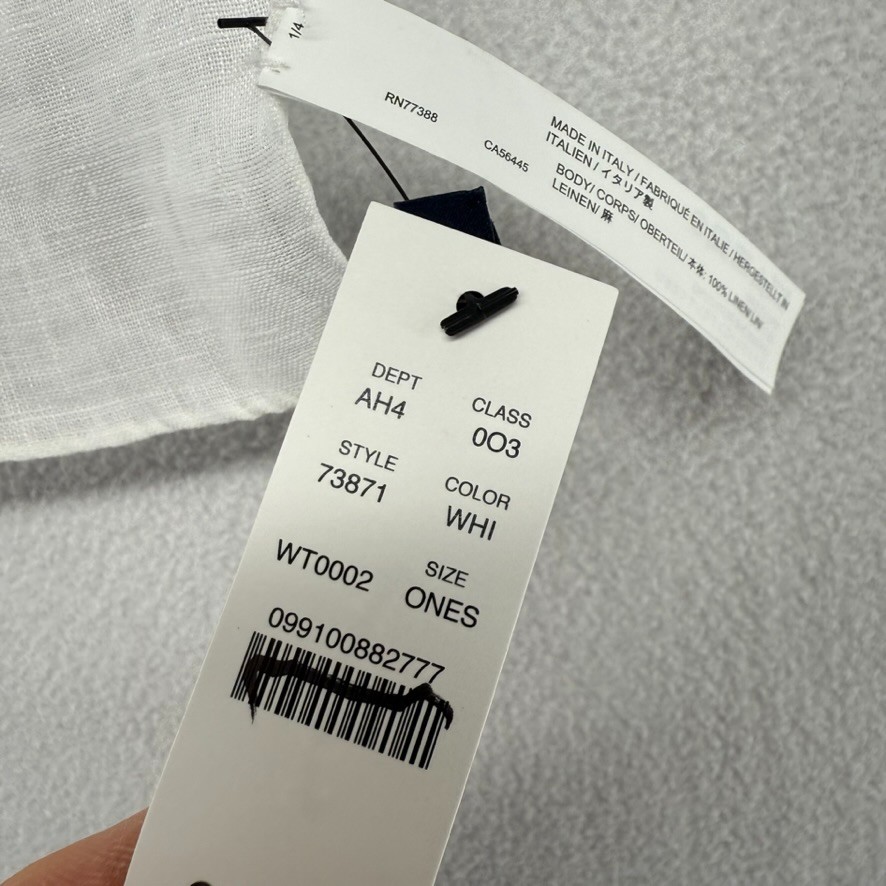 1/4
RN77388
CA56445
MADE IN ITALY / FABRIQUÉ EN ITALIE / HERGESTELLT IN
ITALIEN / イタリア製
BODY/ CORPS/ OBERTEIL/ 本体: 100% LINEN/ LIN/
LEINEN/ 麻
DEPT
AH4
CLASS
0O3
STYLE
73871
COLOR
WHI
WT0002
SIZE
ONES
099100882777